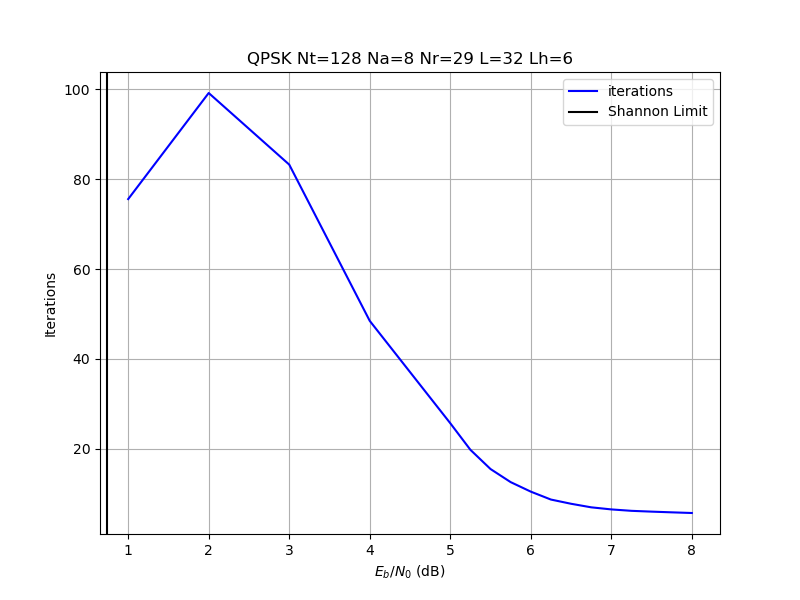 QPSK Nt=128 Na=8 Nr=29 L=32 Lh=6
iterations
Shannon Limit
100
80
60
40
20
Iterations
1 2 3 4 5 6 7 8
E_b/N_0 (dB)